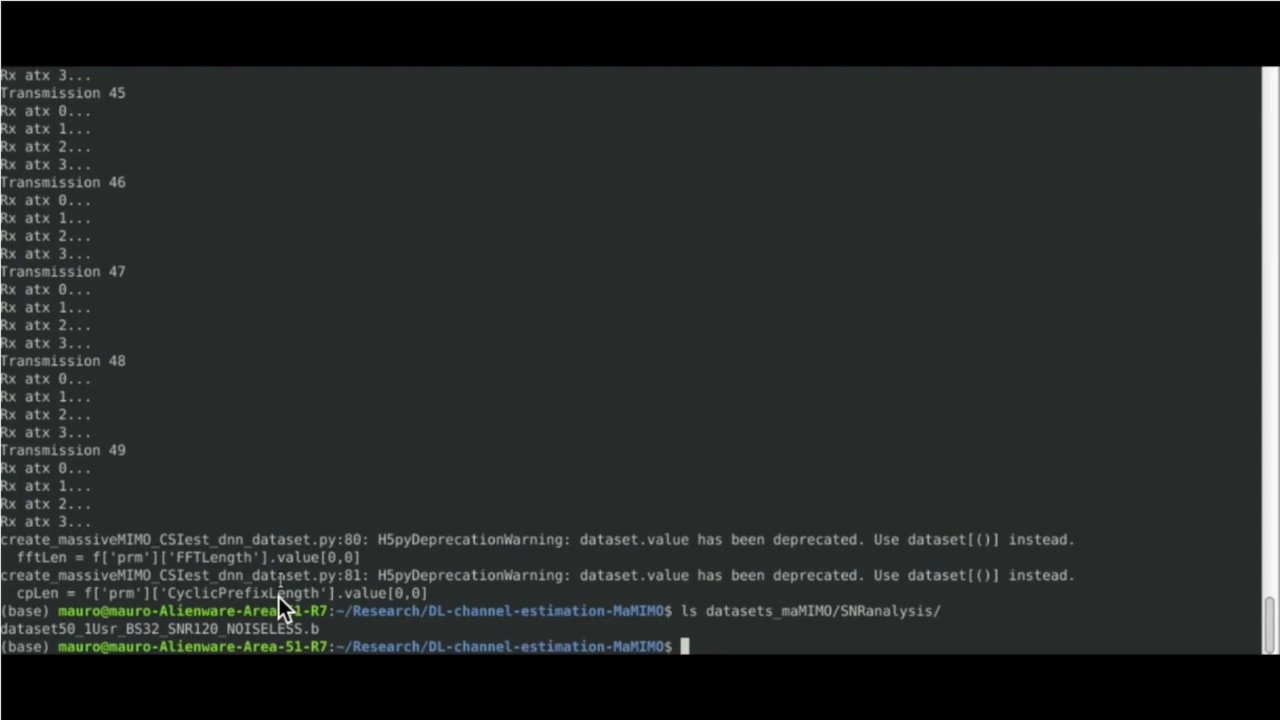 Rx atx 3...
Transmission 45
Rx atx 0...
Rx atx 1...
Rx atx 2...
Rx atx 3...
Transmission 46
Rx atx 0...
Rx atx 1...
Rx atx 2...
Rx atx 3...
Transmission 47
Rx atx 0...
Rx atx 1...
Rx atx 2...
Rx atx 3...
Transmission 48
Rx atx 0...
Rx atx 1...
Rx atx 2...
Rx atx 3...
Transmission 49
Rx atx 0...
Rx atx 1...
Rx atx 2...
Rx atx 3...
create_massiveMIMO_CSIest_dnn_dataset.py:80: H5pyDeprecationWarning: dataset.value has been deprecated. Use dataset[()] instead.
  fftLen = f['prm']['FFTLength'].value[0,0]
create_massiveMIMO_CSIest_dnn_dataset.py:81: H5pyDeprecationWarning: dataset.value has been deprecated. Use dataset[()] instead.
  cpLen = f['prm']['CyclicPrefixLength'].value[0,0]
(base) mauro@mauro-Alienware-Area-51-R7:~/Research/DL-channel-estimation-MaMIMO$ ls datasets_maMIMO/SNRanalysis/
dataset50_1Usr_BS32_SNR120_NOISELESS.b
(base) mauro@mauro-Alienware-Area-51-R7:~/Research/DL-channel-estimation-MaMIMO$